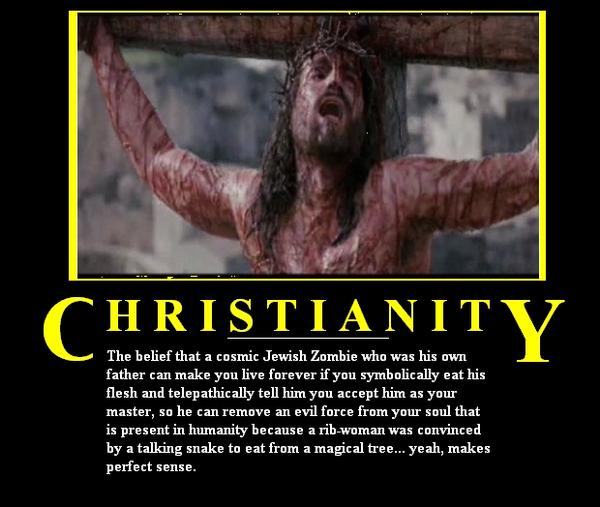 CHRISTIANITY
The belief that a cosmic Jewish Zombie who was his own
father can make you live forever if you symbolically eat his
flesh and telepathically tell him you accept him as your
master, so he can remove an evil force from your soul that
is present in humanity because a rib-woman was convinced
by a talking snake to eat from a magical tree... yeah, makes
perfect sense.